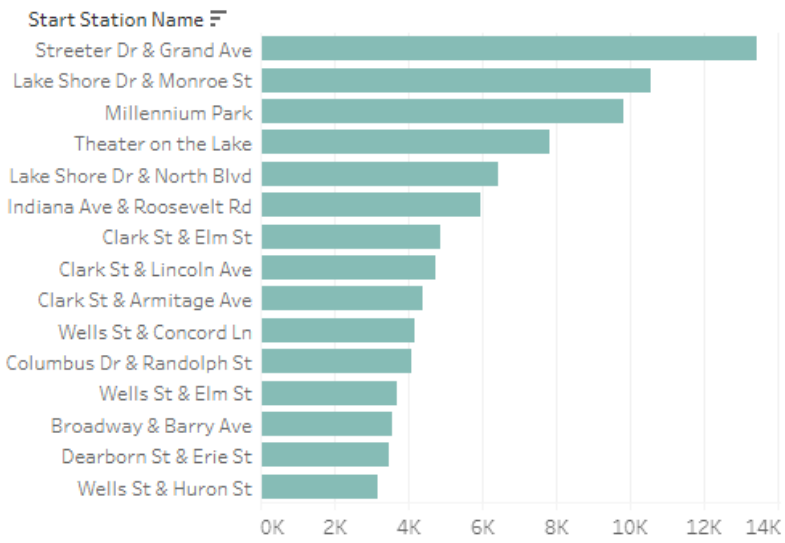 Start Station Name
Streeter Dr & Grand Ave
Lake Shore Dr & Monroe St
Millennium Park
Theater on the Lake
Lake Shore Dr & North Blvd
Indiana Ave & Roosevelt Rd
Clark St & Elm St
Clark St & Lincoln Ave
Clark St & Armitage Ave
Wells St & Concord Ln
Columbus Dr & Randolph St
Wells St & Elm St
Broadway & Barry Ave
Dearborn St & Erie St
Wells St & Huron St
0K 2K 4K 6K 8K 10K 12K 14K